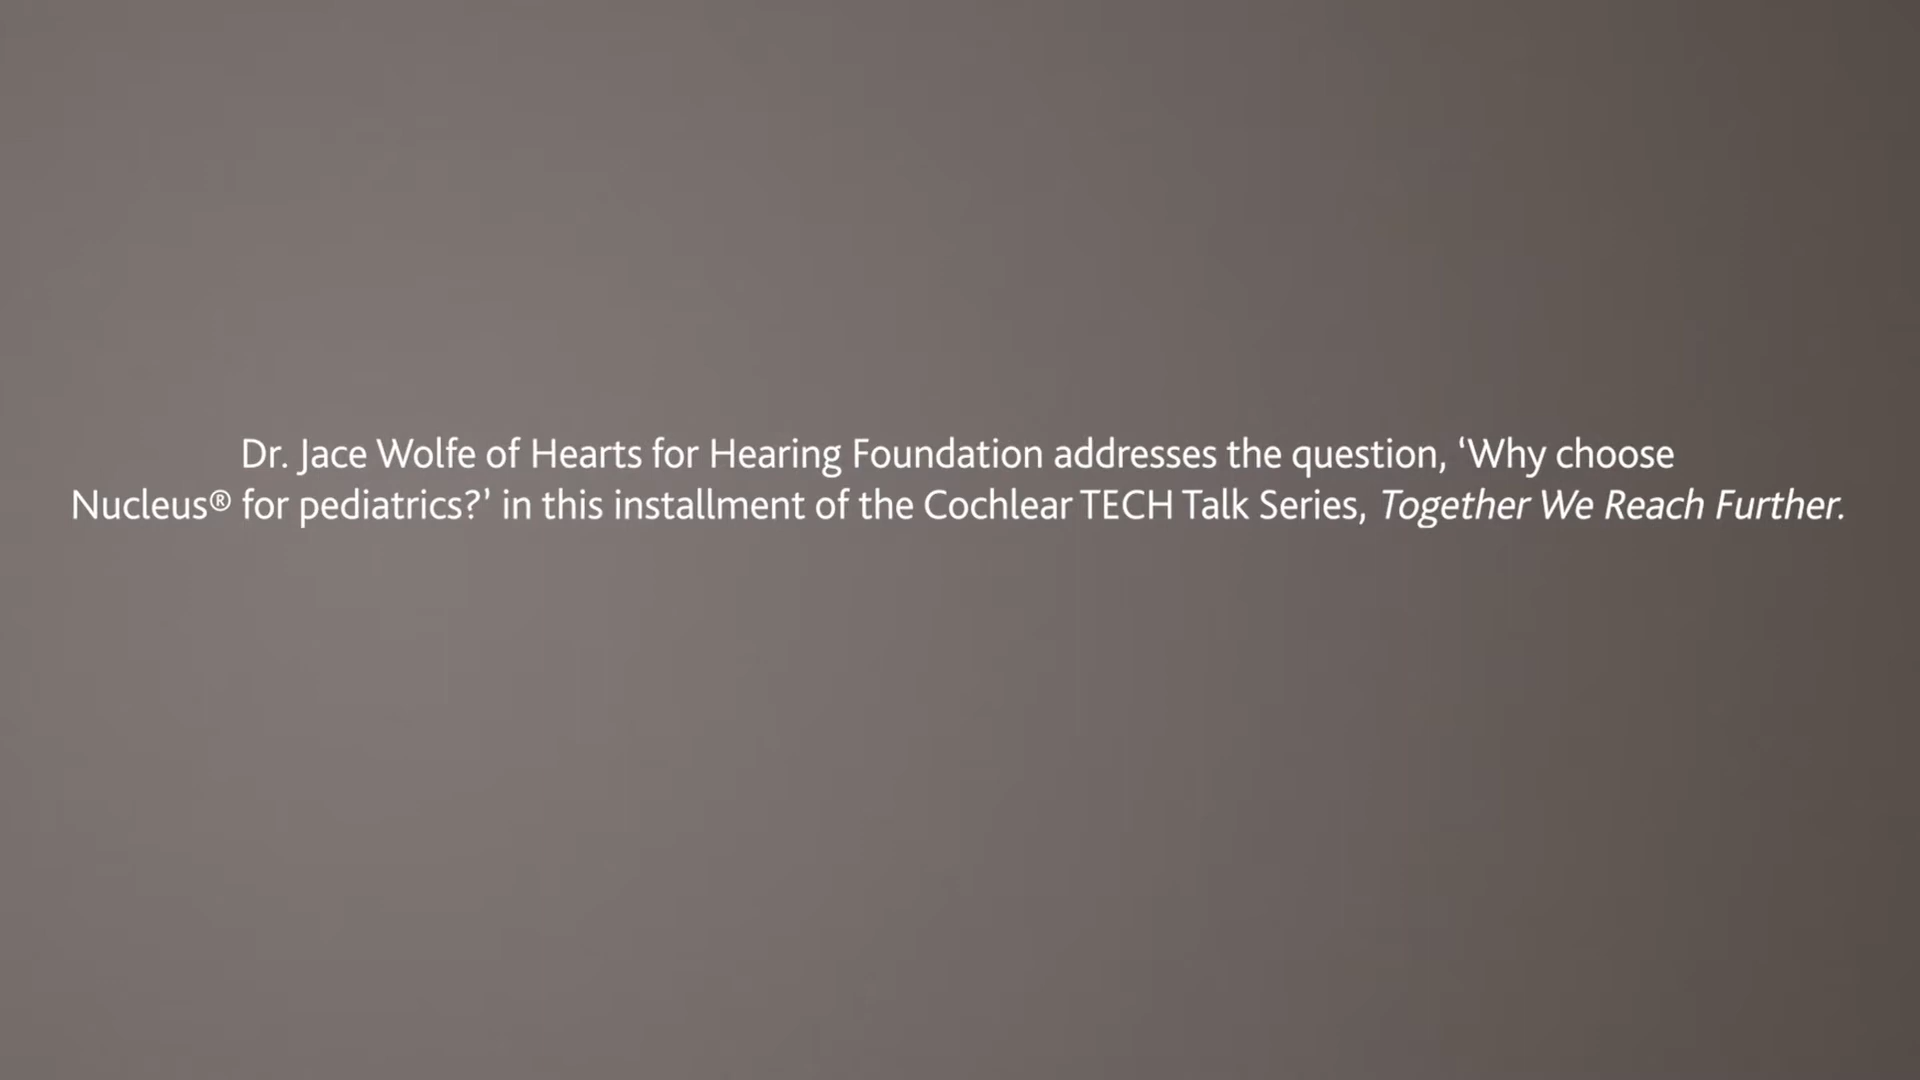 Dr. Jace Wolfe of Hearts for Hearing Foundation addresses the question, ‘Why choose
Nucleus® for pediatrics?’ in this installment of the Cochlear TECH Talk Series, Together We Reach Further.